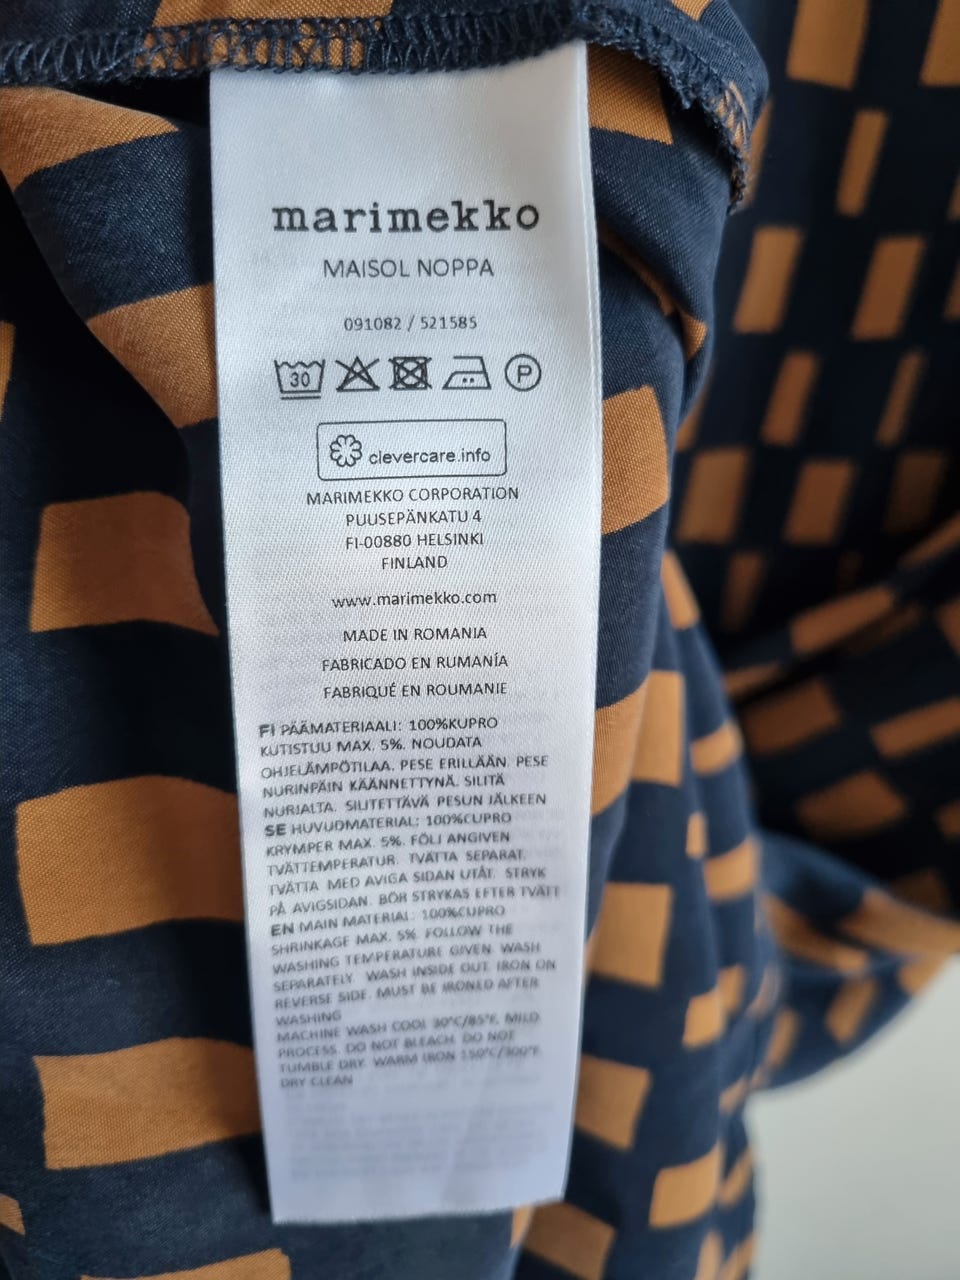 marimekko
MAISOL NOPPA
091082 / 521585
30
P
clevercare.info
MARIMEKKO CORPORATION
PUUSEPÄNKATU 4
FI-00880 HELSINKI
FINLAND
www.marimekko.com
MADE IN ROMANIA
FABRICADO EN RUMANÍA
FABRIQUÉ EN ROUMANIE
FI PÄÄMATERIAALI: 100%KUPRO
KUTISTUU MAX. 5%. NOUDATA
OHJELÄMPÖTILAA. PESE ERILLÄÄN. PESE
NURINPÄIN KÄÄNNETTYNÄ. SILITÄ
NURJALTA. SILITETTÄVÄ PESUN JÄLKEEN
SE HUVUDMATERIAL: 100%CUPRO
KRYMPER MAX. 5%. FÖLJ ANGIVEN
TVÄTTEMPERATUR. TVÄTTA SEPARAT.
TVÄTTA MED AVIGA SIDAN UTÅT. STRYK
PÅ AVIGSIDAN. BÖR STRYKAS EFTER TVÄTT
EN MAIN MATERIAL: 100%CUPRO
SHRINKAGE MAX. 5% FOLLOW THE
WASHING TEMPERATURE GIVEN. WASH
SEPARATELY. WASH INSIDE OUT. IRON ON
REVERSE SIDE. MUST BE IRONED AFTER
WASHING
MACHINE WASH COOL 30°C/85°F, MILD
PROCESS. DO NOT BLEACH. DO NOT
TUMBLE DRY. WARM IRON 150°C/300°F.
DRY CLEAN